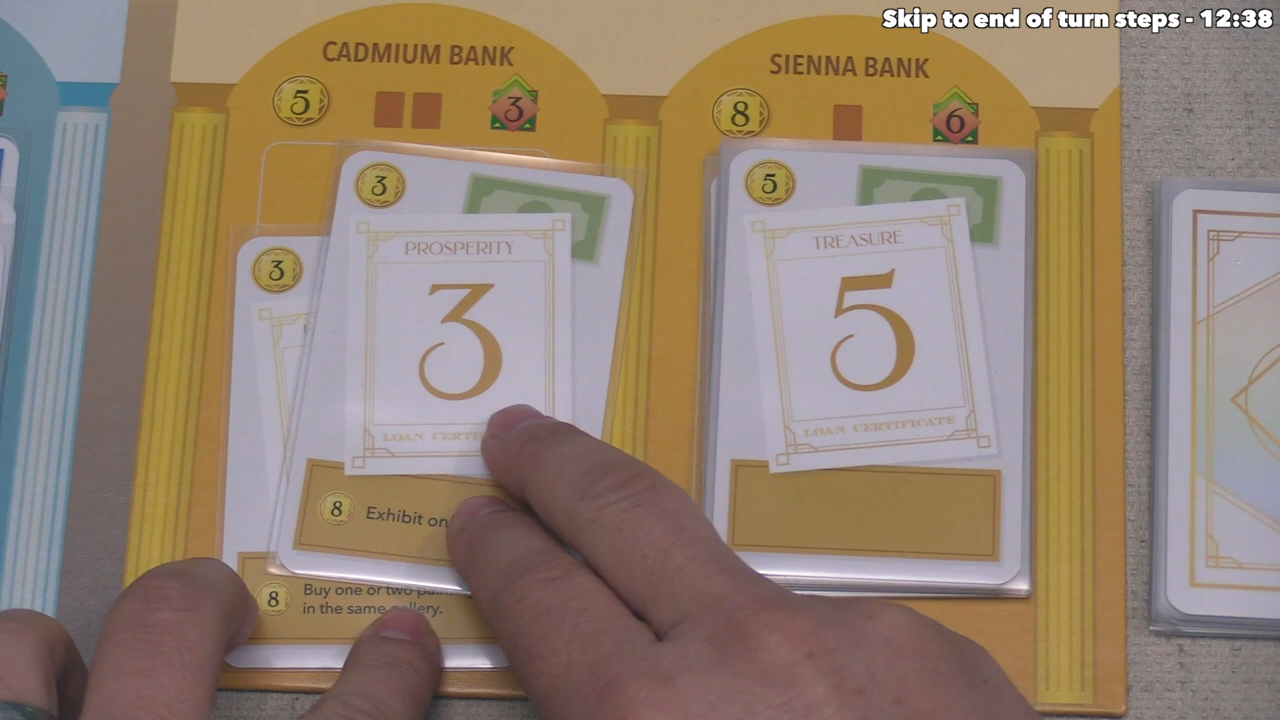 Skip to end of turn steps - 12:38
CADMIUM BANK
5
3
SIENNA BANK
8
6
3
PROSPERITY
3
LOAN
8 Exhibit on
3
8 Buy one or two
in the same gallery.
5
TREASURE
5
LOAN CERTIFICATE